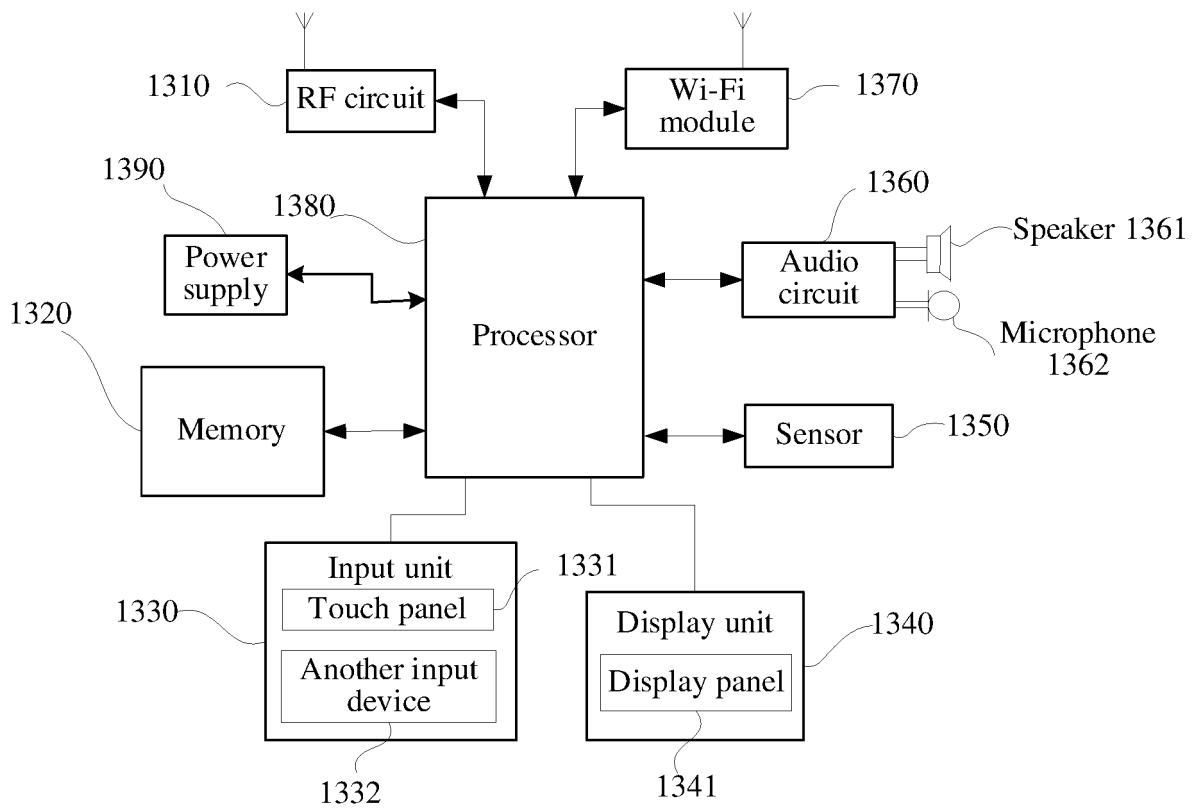 1310
RF circuit
Wi-Fi
module
1370
1390
1380
1360
Power
supply
Processor
Audio
circuit
Speaker 1361
Microphone
1362
1320
Memory
Sensor
1350
Input unit
1331
Touch panel
1330
Another input
device
1332
Display unit
1340
Display panel
1341